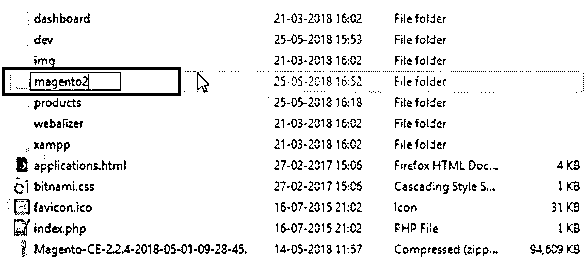 dashboard 21-03-2018 16:02 File folder
dev 25-05-2018 15:53 File folder
img 21-03-2018 16:02 File folder
magento2 25-05-2018 16:52 File folder
products 25-05-2018 16:18 File folder
webalizer 21-03-2018 16:02 File folder
xampp 21-03-2018 16:02 File folder
applications.html 27-02-2017 15:06 Firefox HTML Doc... 4 KB
bitnami.css 27-02-2017 15:06 Cascading Style S... 1 KB
favicon.ico 16-07-2015 21:02 Icon 31 KB
index.php 16-07-2015 21:02 PHP File 1 KB
Magento-CE-2.2.4-2018-05-01-09-28-45. 14-05-2018 11:57 Compressed (zipp... 94,609 KB